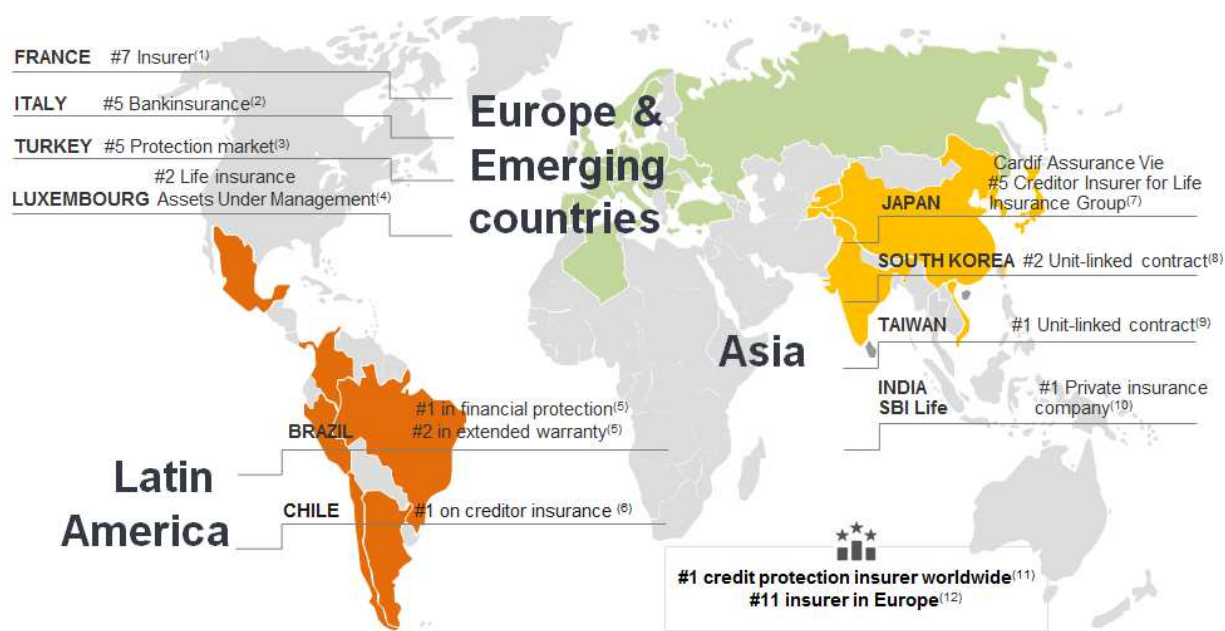 FRANCE #7 Insurer(1)
ITALY #5 Bankinsurance(2)
TURKEY #5 Protection market(3)
#2 Life insurance
LUXEMBOURG Assets Under Management(4)
Europe &
Emerging
countries
Cardif Assurance Vie
#5 Creditor Insurer for Life
JAPAN Insurance Group(7)
SOUTH KOREA #2 Unit-linked contract(8)
TAIWAN #1 Unit-linked contract(9)
Asia
INDIA #1 Private insurance
SBI Life company(10)
#1 in financial protection(5)
BRAZIL #2 in extended warranty(5)
Latin
America
CHILE #1 on creditor insurance (6)
#1 credit protection insurer worldwide(11)
#11 insurer in Europe(12)